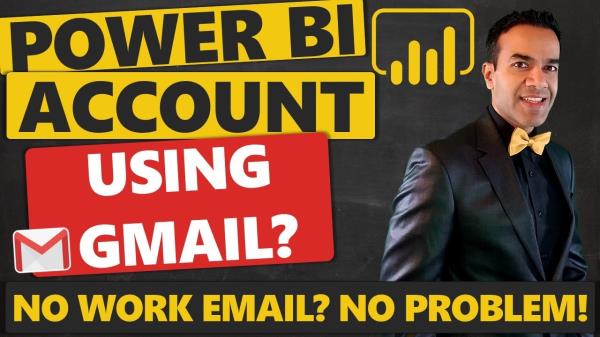 POWER BI
ACCOUNT
USING
GMAIL?
NO WORK EMAIL? NO PROBLEM!